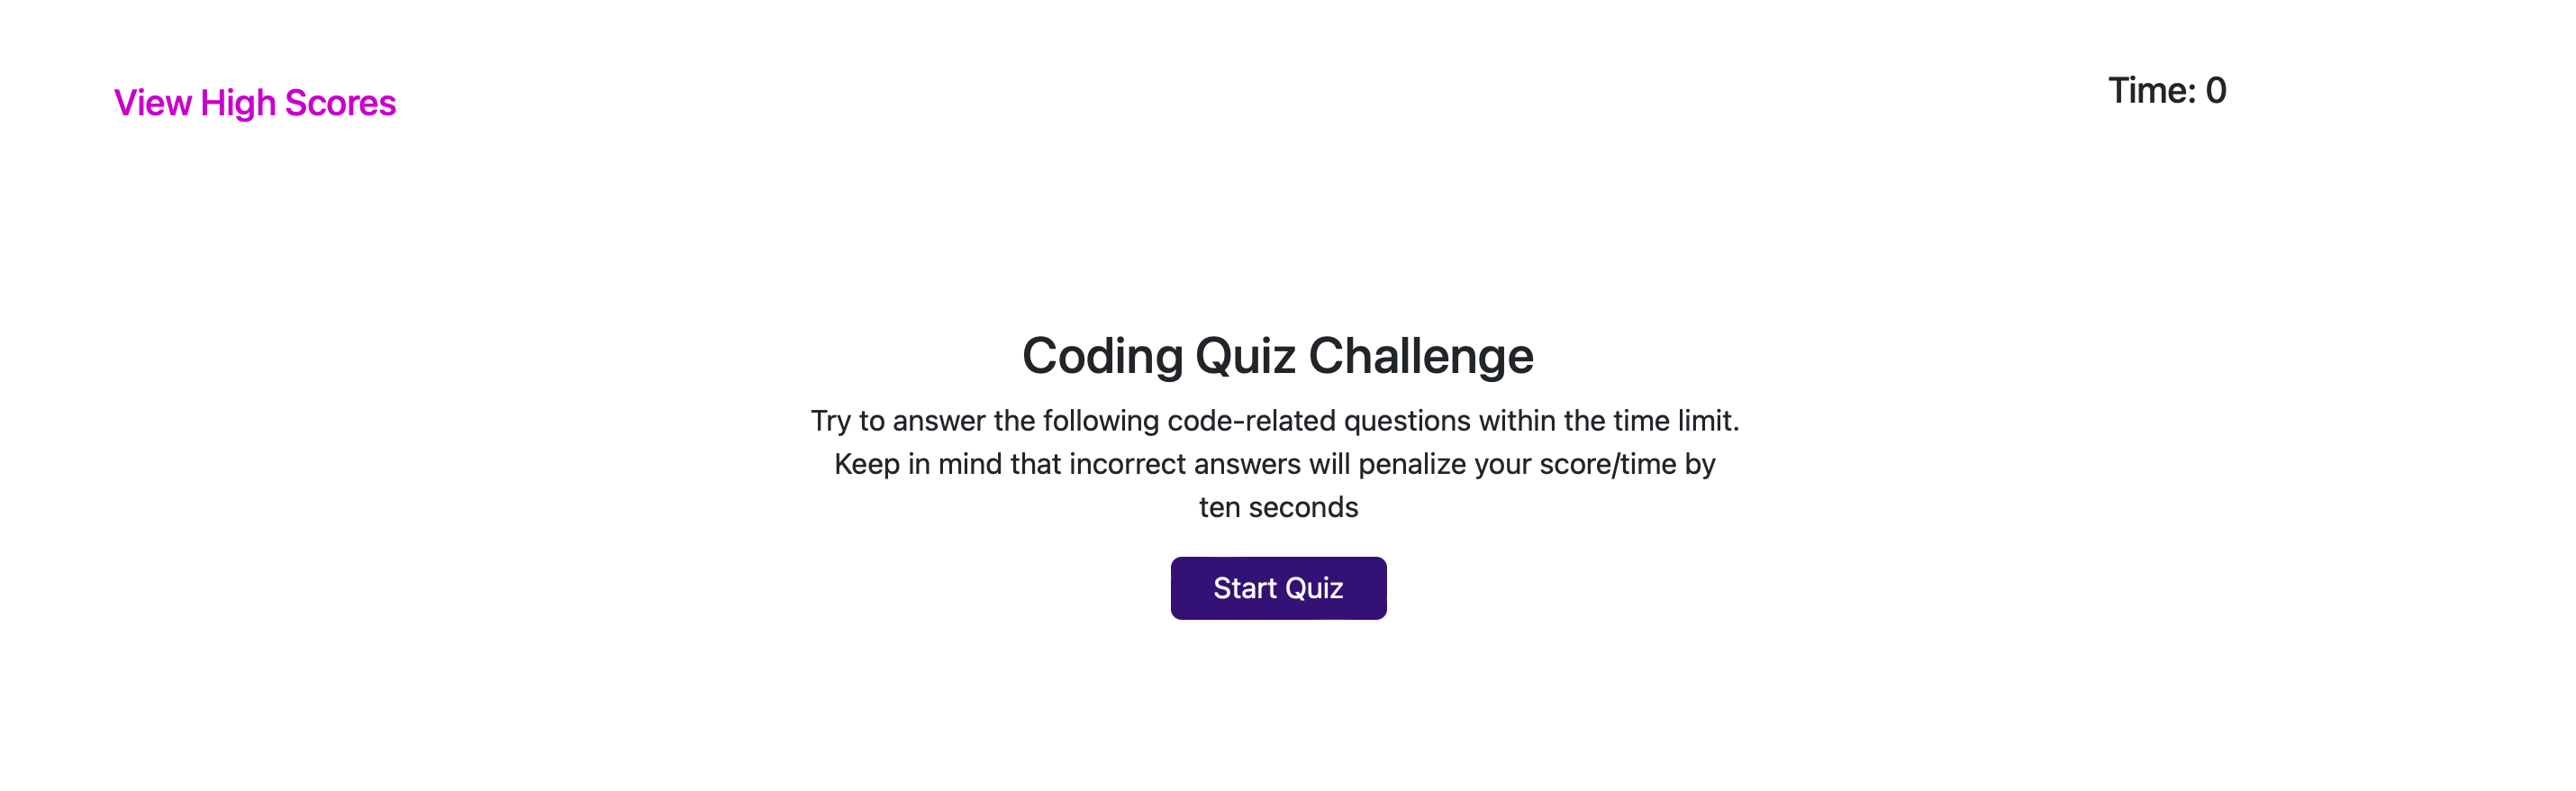 View High Scores
Time: 0
Coding Quiz Challenge
Try to answer the following code-related questions within the time limit.
Keep in mind that incorrect answers will penalize your score/time by
ten seconds
Start Quiz